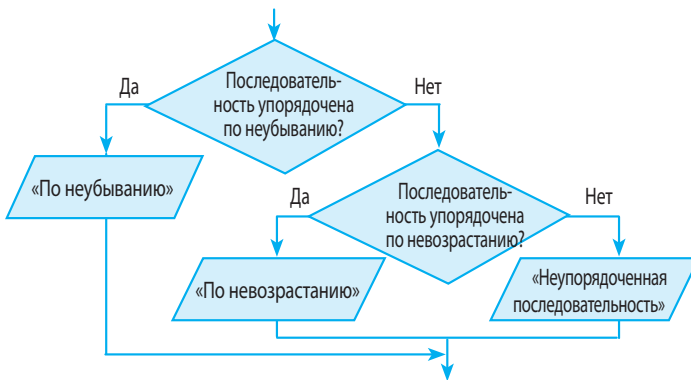 Да
Последователь-
ность упорядочена
по неубыванию?
Нет
«По неубыванию»
Да
Последователь-
ность упорядочена
по невозрастанию?
Нет
«По невозрастанию»
«Неупорядоченная
последовательность»